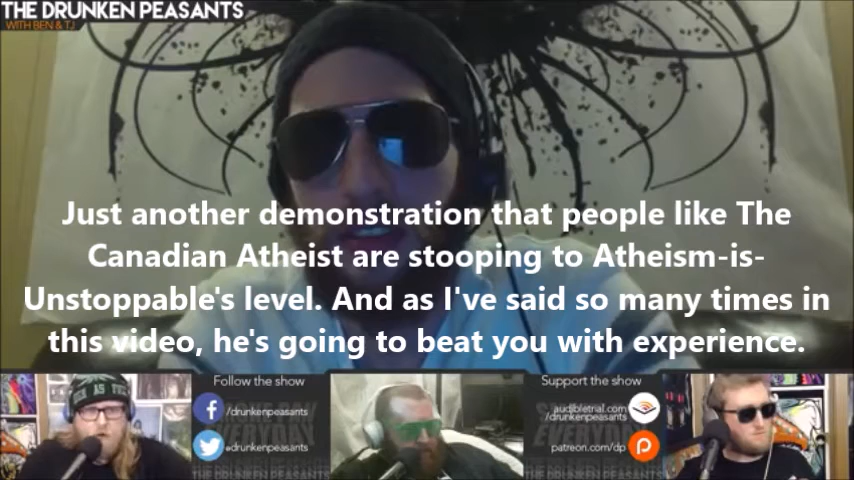 THE DRUNKEN PEASANTS
WITH BEN & TJ
Just another demonstration that people like The
Canadian Atheist are stooping to Atheism-is-
Unstoppable's level. And as I've said so many times in
this video, he's going to beat you with experience.
Follow the show
/drunkenpeasants
@drunkenpeasants
Support the show
audibletrial.com
/drunkenpeasants
patreon.com/dp